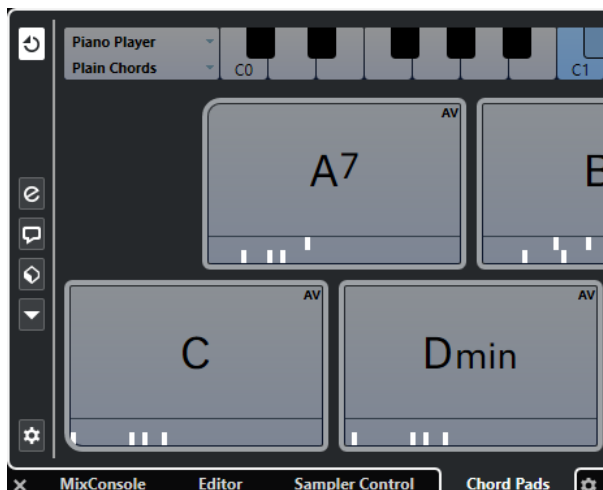 Piano Player
Plain Chords
C0
C1
AV
A7
B
AV
AV
C
Dmin
MixConsole
Editor
Sampler Control
Chord Pads